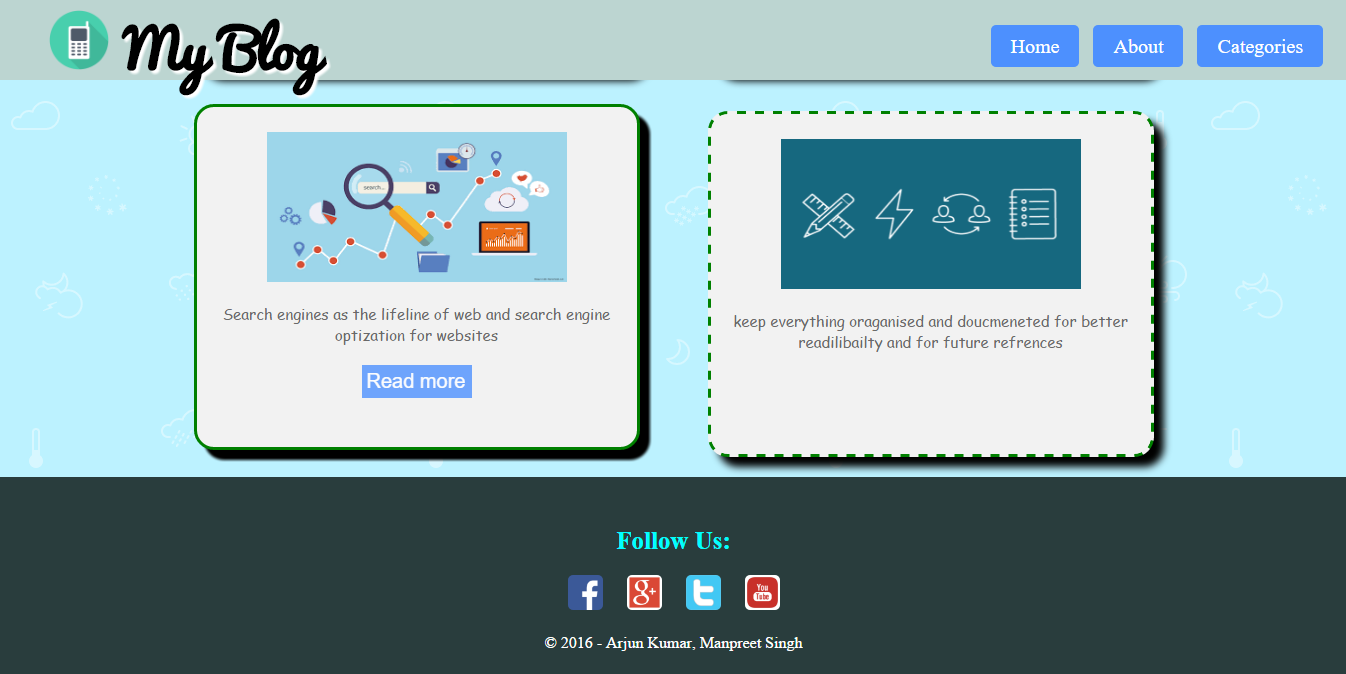 My Blog
Home
About
Categories
search...
Search engines as the lifeline of web and search engine
optization for websites
Read more
keep everything oraganised and doucmeneted for better
readilibailty and for future refrences
Follow Us:
f
g+
t
You
Tube
© 2016 - Arjun Kumar, Manpreet Singh